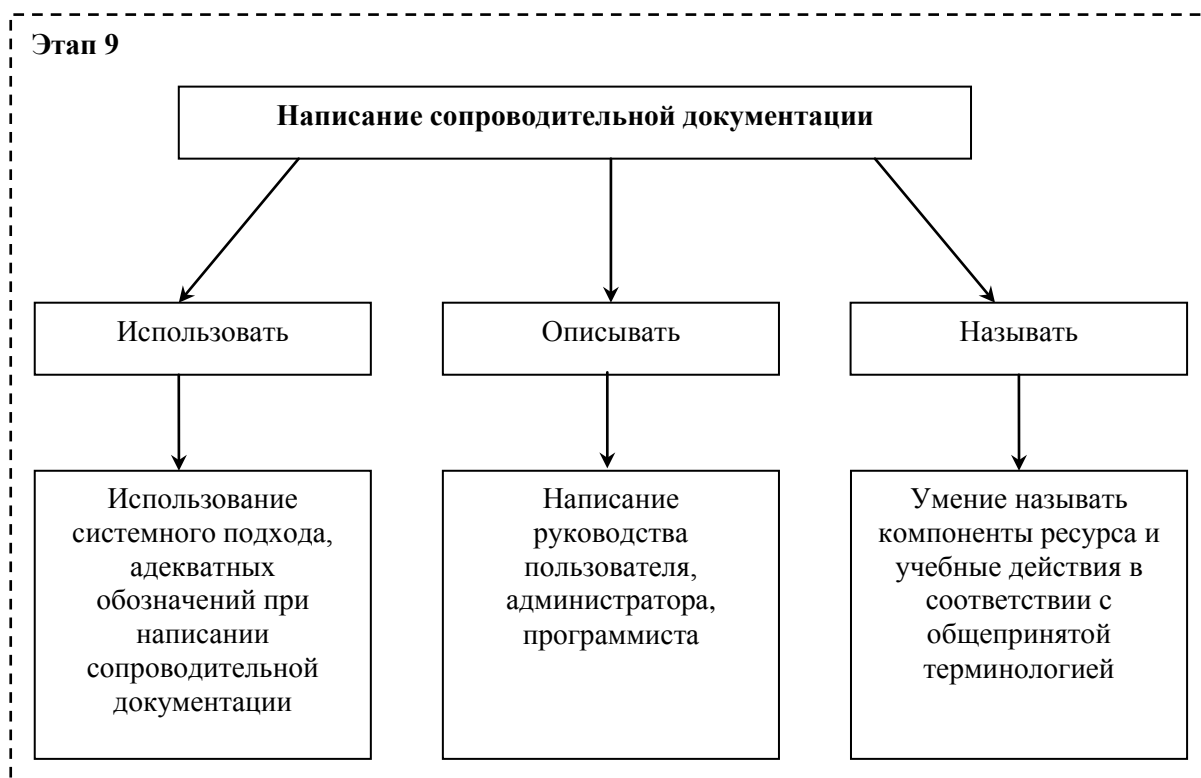 Этап 9
Написание сопроводительной документации
Использовать
Описывать
Называть
Использование
системного подхода,
адекватных
обозначений при
написании
сопроводительной
документации
Написание
руководства
пользователя,
администратора,
программиста
Умение называть
компоненты ресурса и
учебные действия в
соответствии с
общепринятой
терминологией